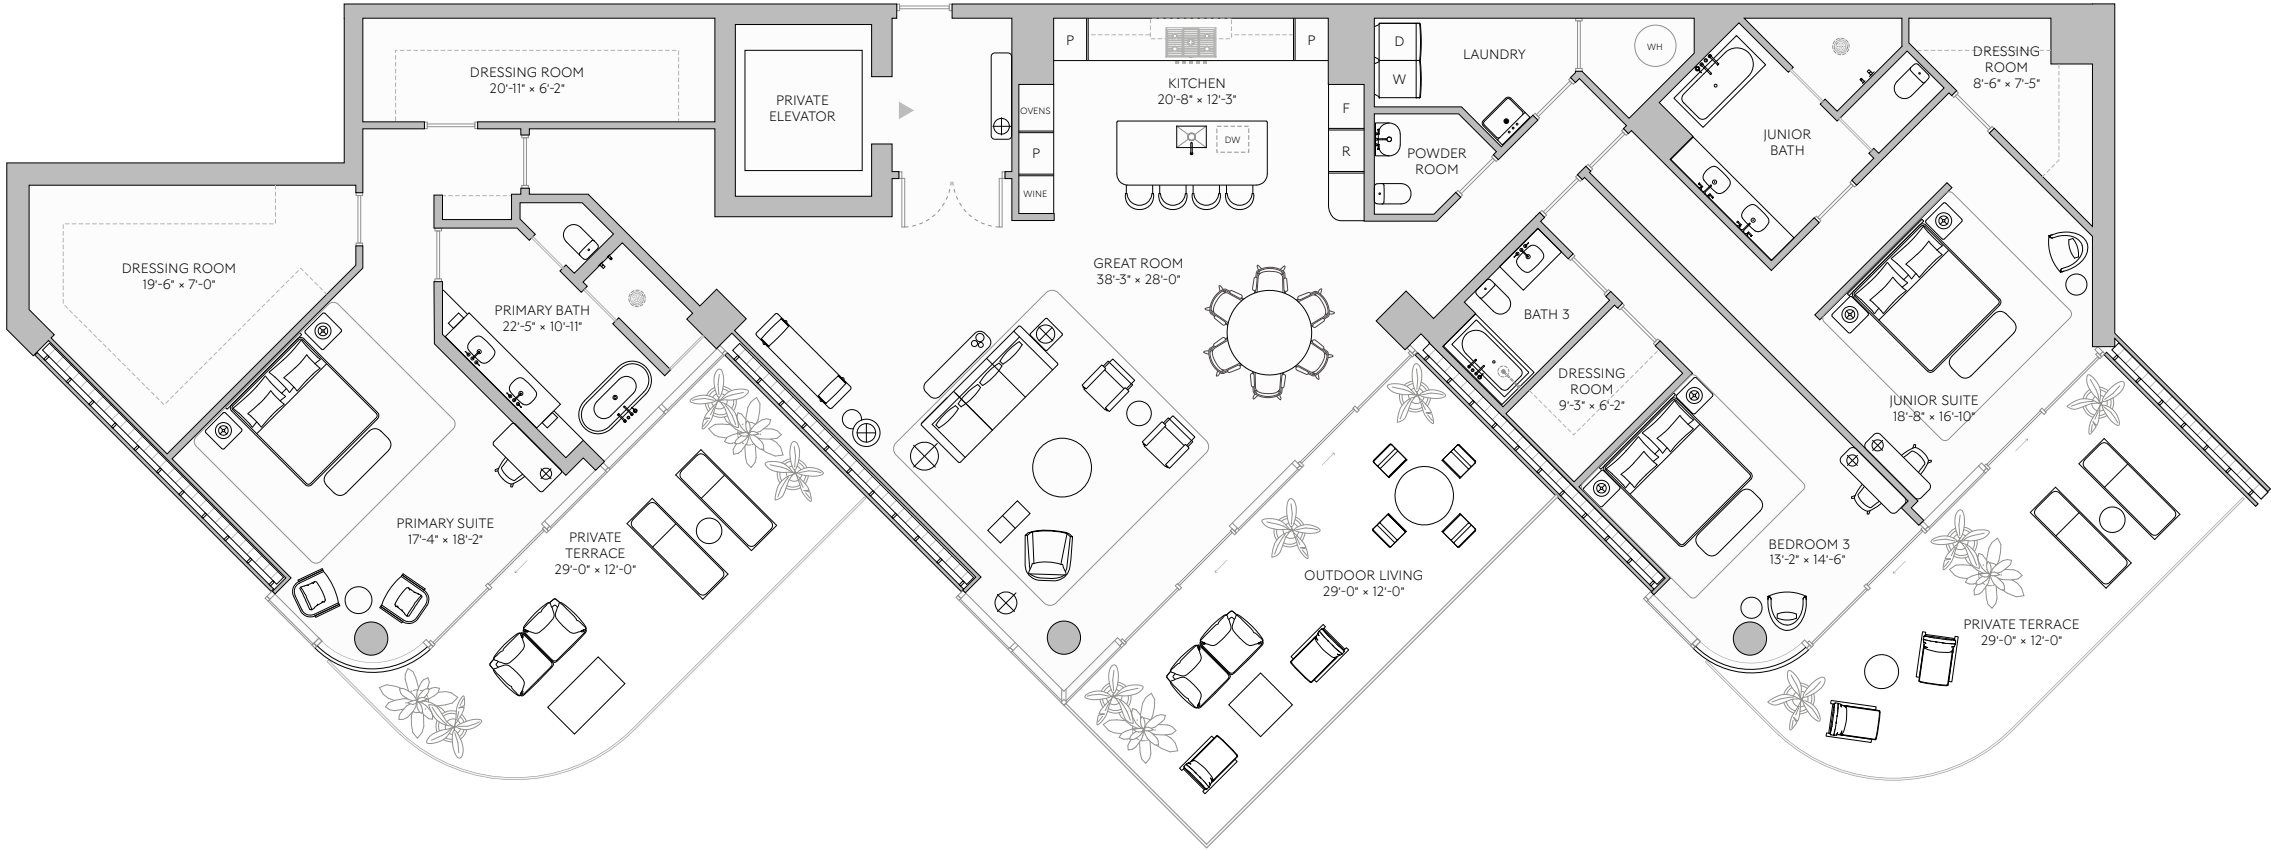 DRESSING ROOM
20'-11" × 6'-2"
PRIVATE
ELEVATOR
P
P
OVENS
P
WINE
KITCHEN
20'-8" × 12'-3"
DW
F
R
D
W
LAUNDRY
WH
POWDER
ROOM
JUNIOR
BATH
DRESSING
ROOM
8'-6" × 7'-5"
DRESSING ROOM
19'-6" × 7'-0"
PRIMARY BATH
22'-5" × 10'-11"
GREAT ROOM
38'-3" × 28'-0"
BATH 3
DRESSING
ROOM
9'-3" × 6'-2"
JUNIOR SUITE
18'-8" × 16'-10"
PRIMARY SUITE
17'-4" × 18'-2"
PRIVATE
TERRACE
29'-0" × 12'-0"
OUTDOOR LIVING
29'-0" × 12'-0"
BEDROOM 3
13'-2" × 14'-6"
PRIVATE TERRACE
29'-0" × 12'-0"